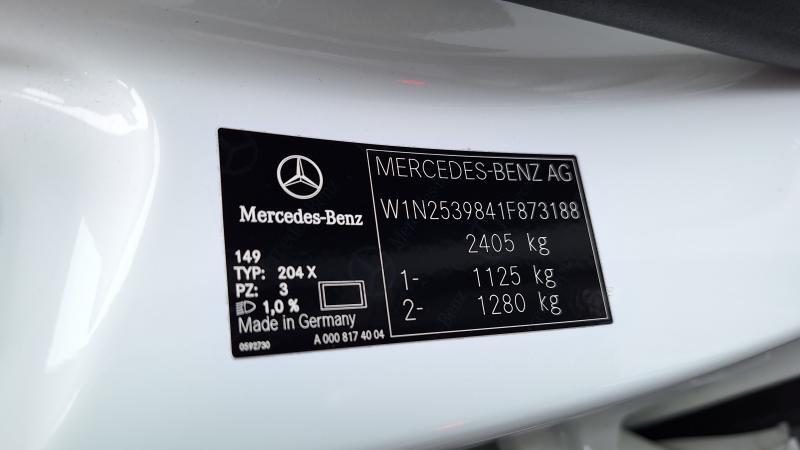 Mercedes-Benz
149
TYP: 204 X
PZ: 3
1,0 %
Made in Germany
0592730
A 000 817 40 04
MERCEDES-BENZ AG
W1N2539841F873188
2405 kg
1- 1125 kg
2- 1280 kg